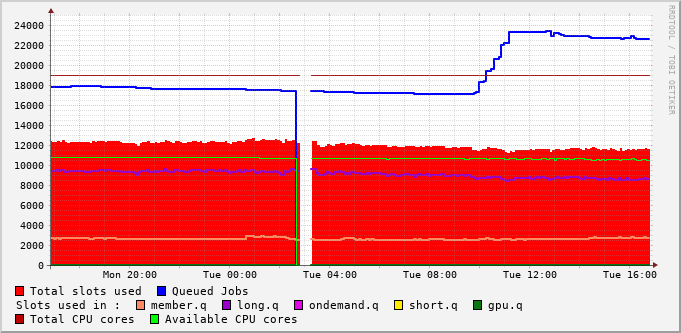 RRDTOOL / TOBI OETIKER
24000
22000
20000
18000
16000
14000
12000
10000
8000
6000
4000
2000
0
Mon 20:00 Tue 00:00 Tue 04:00 Tue 08:00 Tue 12:00 Tue 16:00
Total slots used Queued Jobs
Slots used in : member.q long.q ondemand.q short.q gpu.q
Total CPU cores Available CPU cores